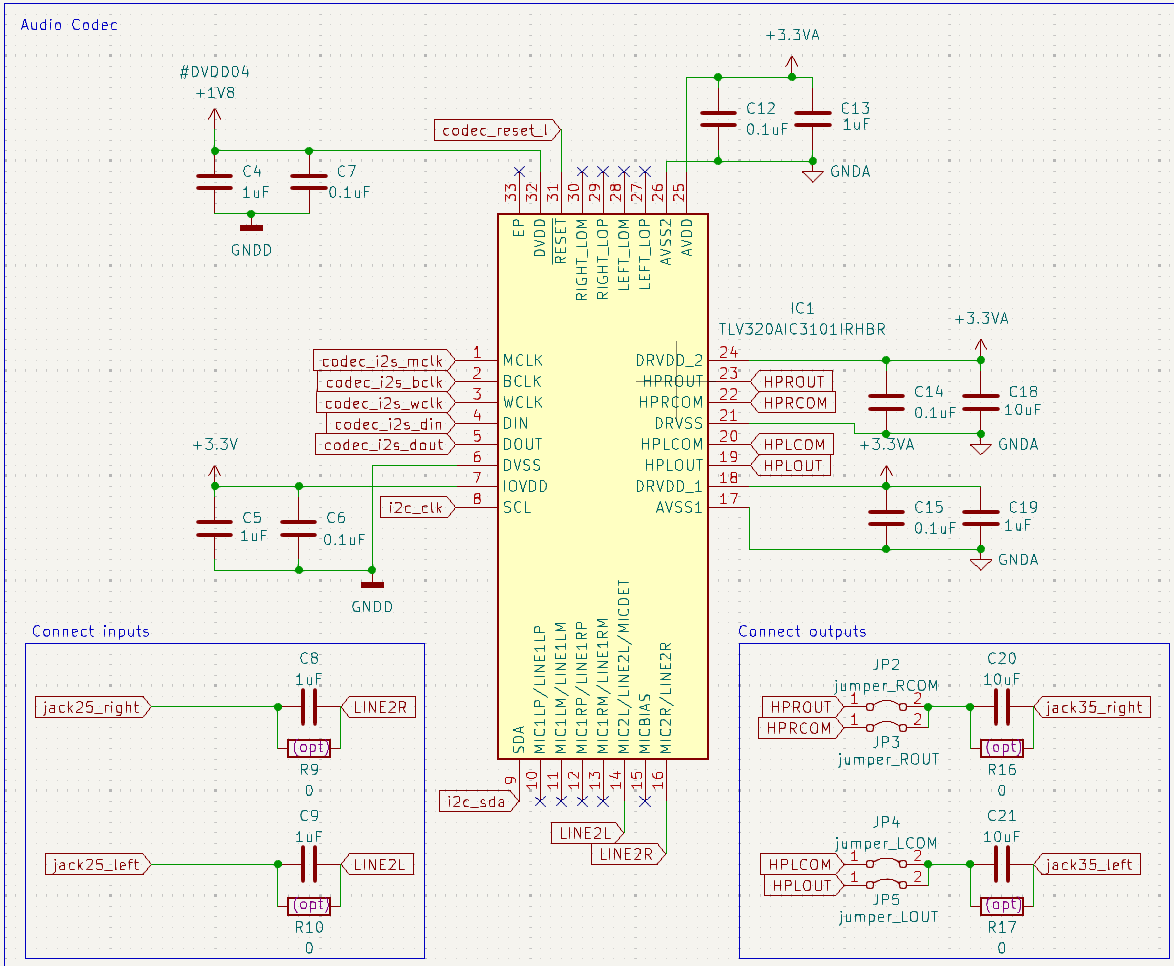 Audio Codec
#DVDD04
+1V8
C4
1uF
C7
0.1uF
GNDD
codec_reset_l
+3.3VA
C12
0.1uF
C13
1uF
GNDA
33
32
31
30
29
28
27
26
25
EP
DVDD
RESET
RIGHT_LOM
RIGHT_LOP
LEFT_LOM
LEFT_LOP
AVSS2
AVDD
IC1
TLV320AIC3101IRHBR
codec_i2s_mclk
1
MCLK
codec_i2s_bclk
2
BCLK
codec_i2s_wclk
3
WCLK
codec_i2s_din
4
DIN
codec_i2s_dout
5
DOUT
6
DVSS
7
IOVDD
i2c_clk
8
SCL
DRVDD_2
24
HPROUT
23
HPROUT
HPRCOM
22
HPRCOM
DRVSS
21
HPLCOM
20
HPLCOM
HPLOUT
19
HPLOUT
DRVDD_1
18
AVSS1
17
+3.3VA
C14
0.1uF
C18
10uF
GNDA
+3.3VA
C15
0.1uF
C19
1uF
GNDA
+3.3V
C5
1uF
C6
0.1uF
GNDD
SDA
MIC1LP/LINE1LP
MIC1LM/LINE1LM
MIC1RP/LINE1RP
MIC1RM/LINE1RM
MIC2L/LINE2L/MICDET
MICBIAS
MIC2R/LINE2R
9
10
11
12
13
14
15
16
i2c_sda
LINE2L
LINE2R
Connect inputs
C8
1uF
jack25_right
LINE2R
(opt)
R9
0
C9
1uF
jack25_left
LINE2L
(opt)
R10
0
Connect outputs
JP2
jumper_RCOM
HPROUT
1
2
HPRCOM
1
2
JP3
jumper_ROUT
C20
10uF
jack35_right
(opt)
R16
0
JP4
jumper_LCOM
HPLCOM
1
2
HPLOUT
1
2
JP5
jumper_LOUT
C21
10uF
jack35_left
(opt)
R17
0